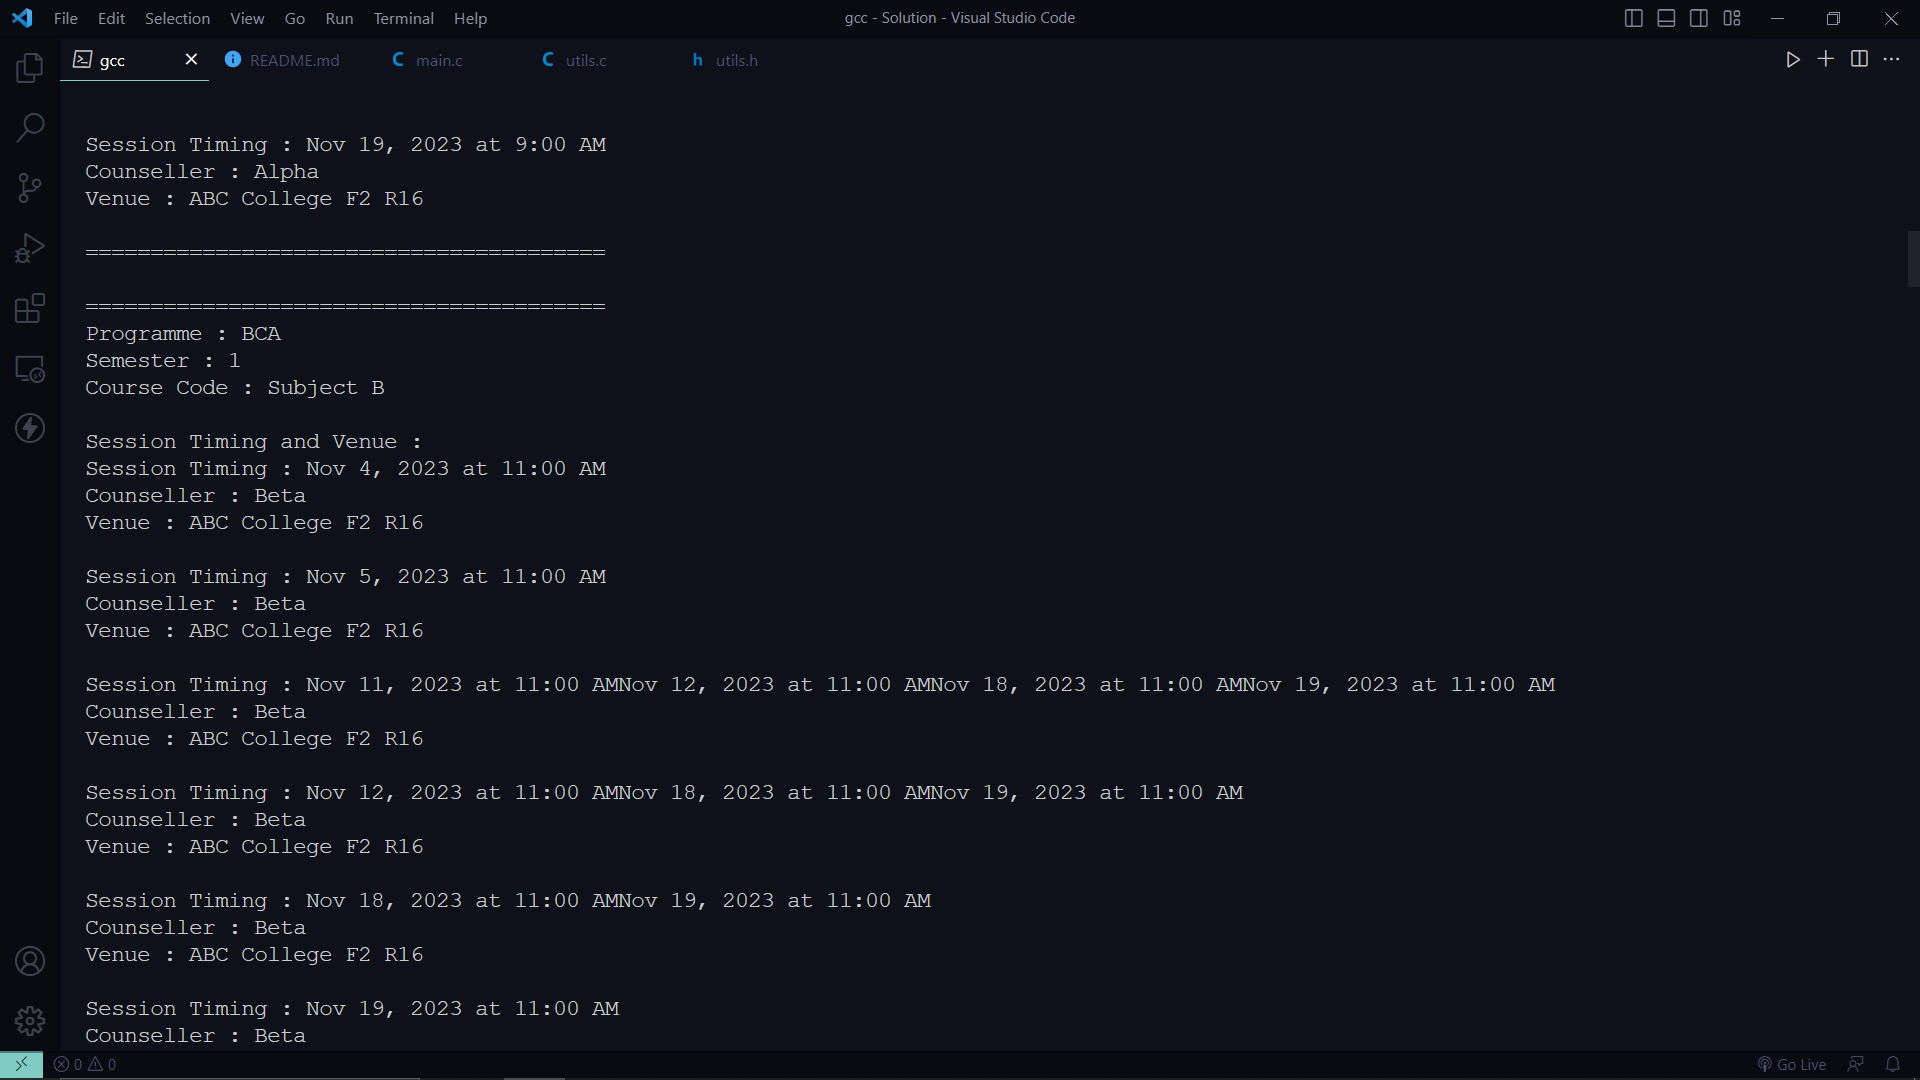 File Edit Selection View Go Run Terminal Help
gcc - Solution - Visual Studio Code
gcc
README.md
C main.c
C utils.c
h utils.h
Session Timing : Nov 19, 2023 at 9:00 AM
Counseller : Alpha
Venue : ABC College F2 R16
========================================
========================================
Programme : BCA
Semester : 1
Course Code : Subject B
Session Timing and Venue :
Session Timing : Nov 4, 2023 at 11:00 AM
Counseller : Beta
Venue : ABC College F2 R16
Session Timing : Nov 5, 2023 at 11:00 AM
Counseller : Beta
Venue : ABC College F2 R16
Session Timing : Nov 11, 2023 at 11:00 AMNov 12, 2023 at 11:00 AMNov 18, 2023 at 11:00 AMNov 19, 2023 at 11:00 AM
Counseller : Beta
Venue : ABC College F2 R16
Session Timing : Nov 12, 2023 at 11:00 AMNov 18, 2023 at 11:00 AMNov 19, 2023 at 11:00 AM
Counseller : Beta
Venue : ABC College F2 R16
Session Timing : Nov 18, 2023 at 11:00 AMNov 19, 2023 at 11:00 AM
Counseller : Beta
Venue : ABC College F2 R16
Session Timing : Nov 19, 2023 at 11:00 AM
Counseller : Beta
0 0
Go Live